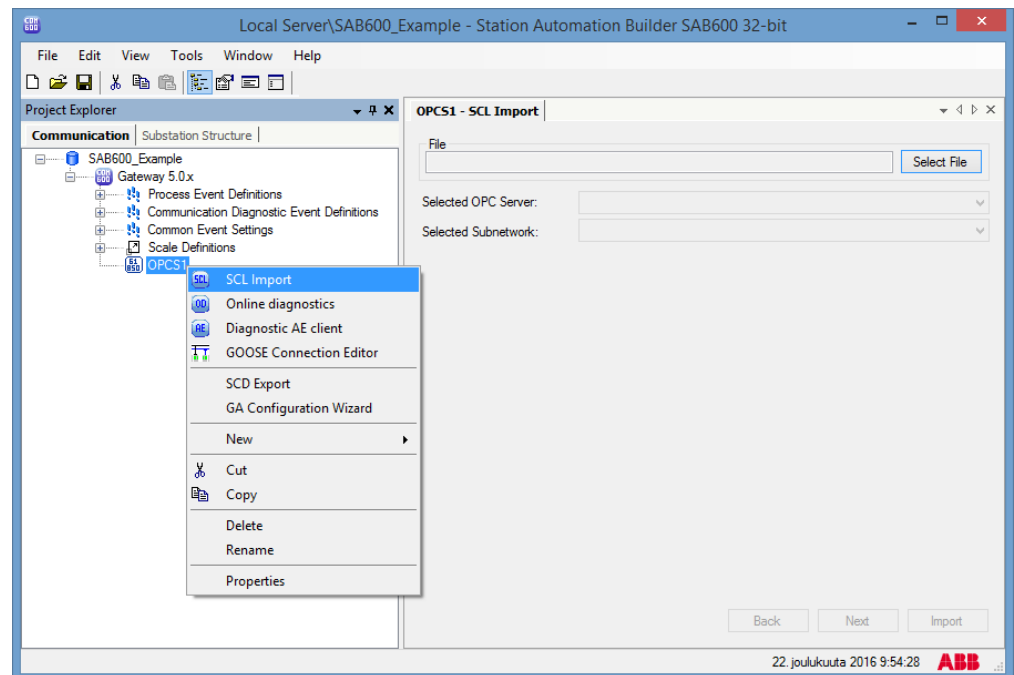 Local Server\SAB600_Example - Station Automation Builder SAB600 32-bit
File Edit View Tools Window Help
Project Explorer
Communication Substation Structure
SAB600_Example
Gateway 5.0.x
Process Event Definitions
Communication Diagnostic Event Definitions
Common Event Settings
Scale Definitions
OPCS1
SCL SCL Import
OD Online diagnostics
AE Diagnostic AE client
GOOSE Connection Editor
SCD Export
GA Configuration Wizard
New
Cut
Copy
Delete
Rename
Properties
OPCS1 - SCL Import
File
Select File
Selected OPC Server:
Selected Subnetwork:
Back Next Import
22. joulukuuta 2016 9:54:28 ABB